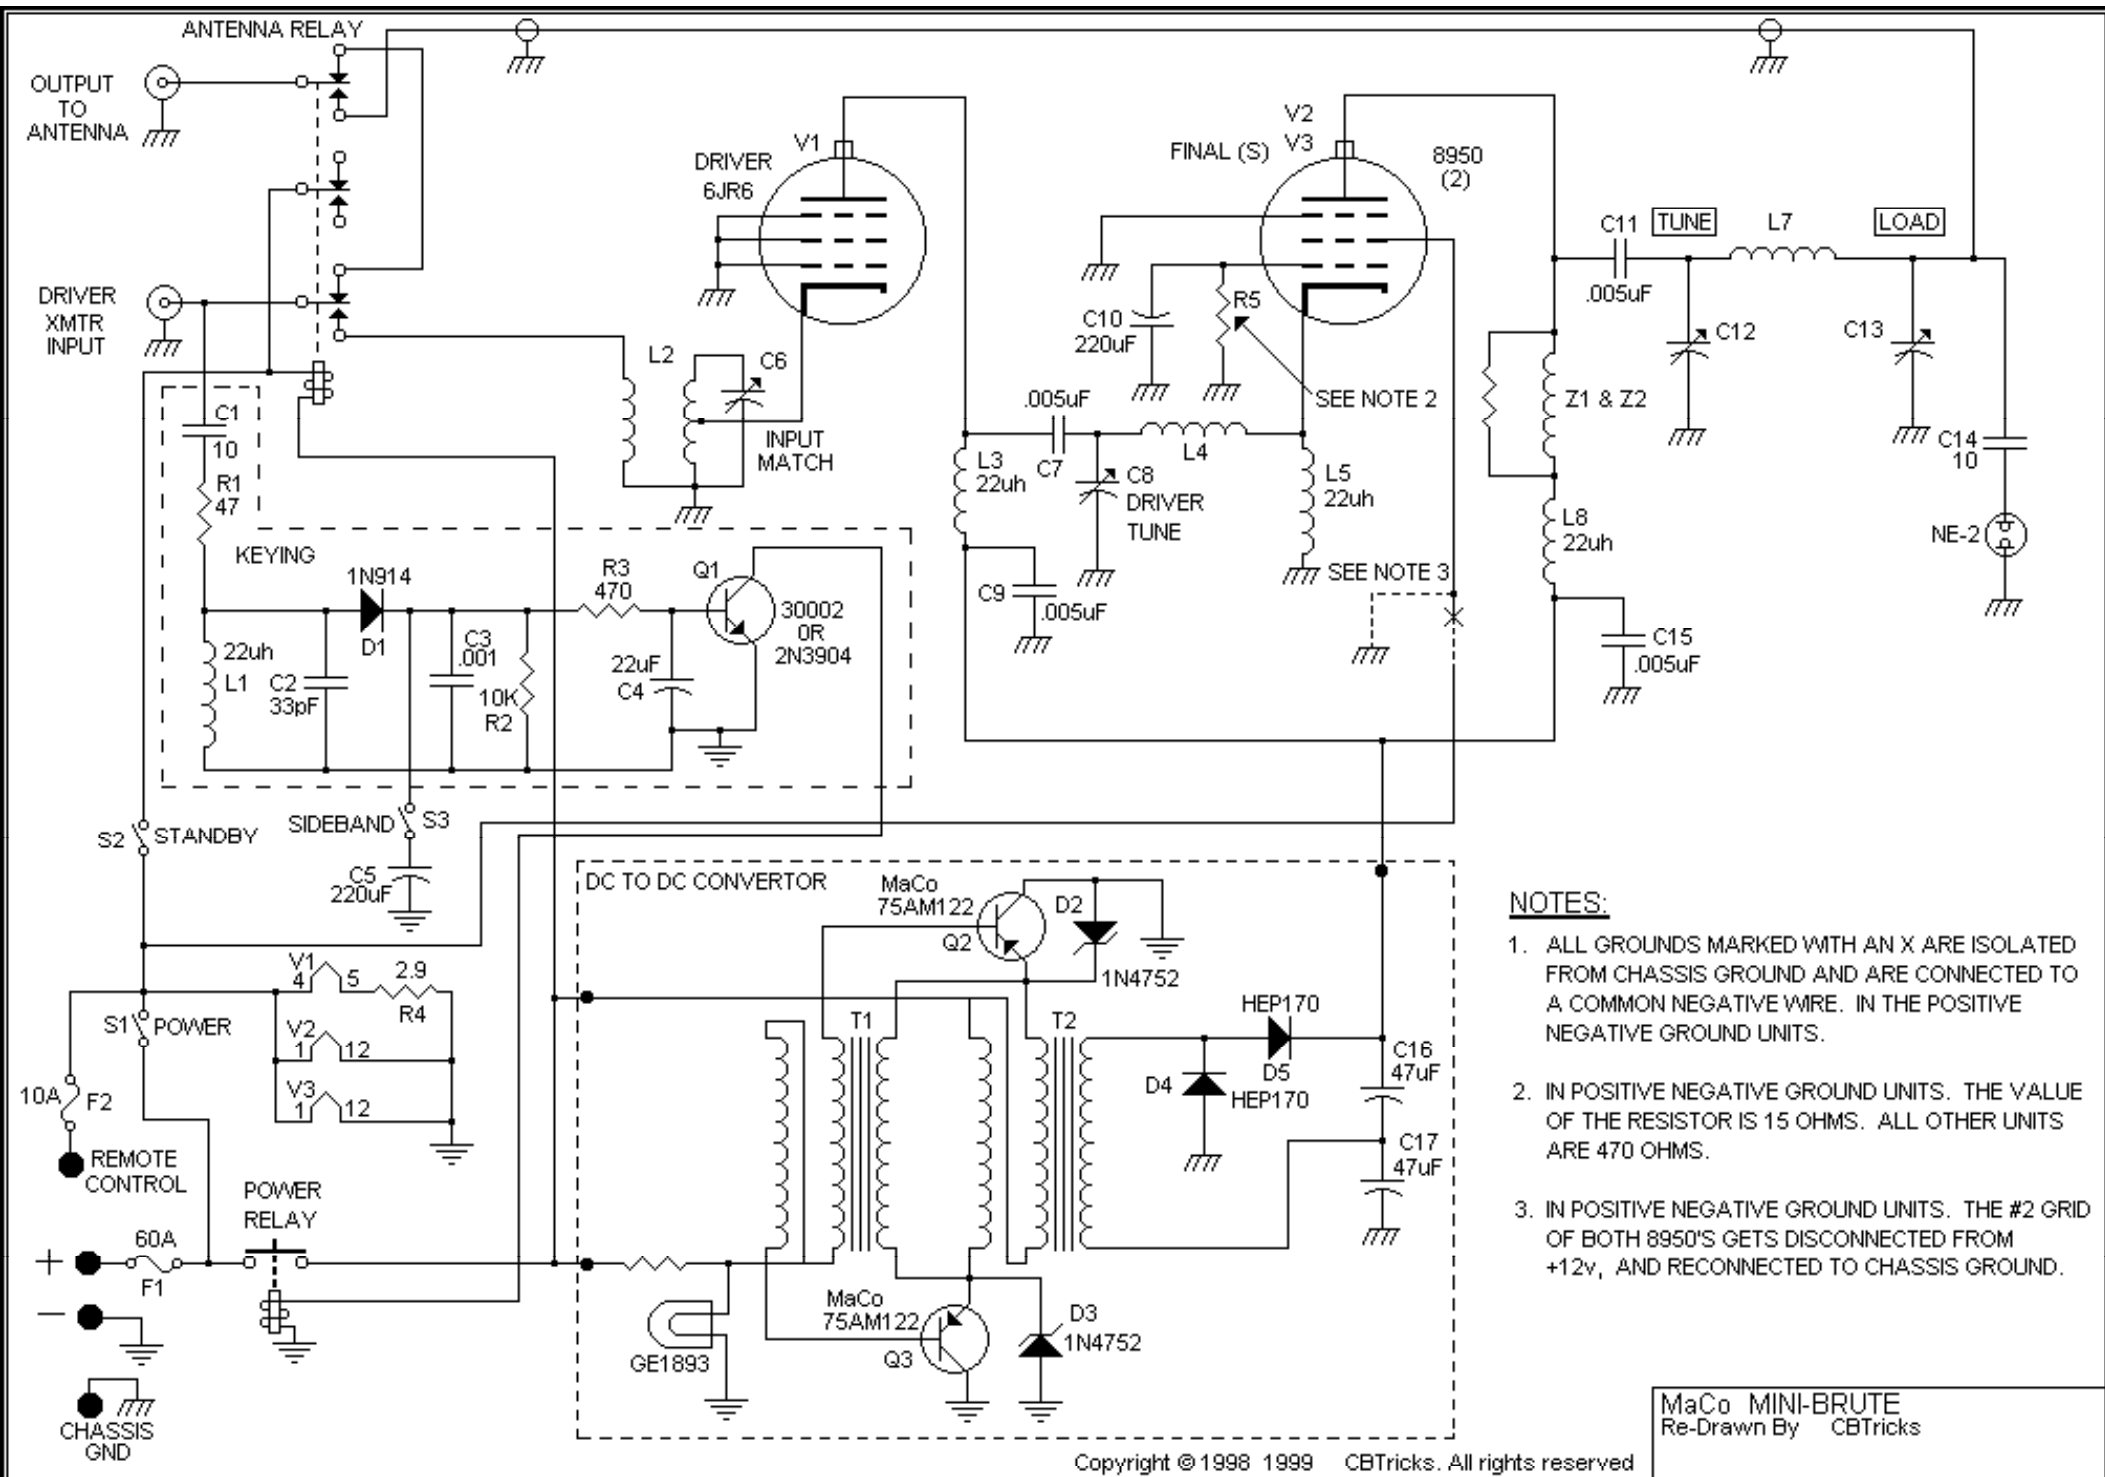 ANTENNA RELAY
OUTPUT
TO
ANTENNA
DRIVER
XMTR
INPUT
DRIVER
6JR6
V1
FINAL (S)
V2
V3
8950
(2)
C11
.005uF
TUNE
L7
LOAD
C12
C13
C14
10
NE-2
L2
C6
INPUT
MATCH
C10
220uF
R5
SEE NOTE 2
Z1 & Z2
.005uF
C7
L3
22uh
C8
DRIVER
TUNE
L4
L5
22uh
L8
22uh
C9
.005uF
SEE NOTE 3
C15
.005uF
C1
10
R1
47
KEYING
1N914
D1
R3
470
Q1
30002
0R
2N3904
22uh
L1
C2
33pF
C3
.001
10K
R2
22uF
C4
S2
STANDBY
SIDEBAND
S3
C5
220uF
V1
4
5
2.9
R4
S1
POWER
V2
1
12
V3
1
12
10A
F2
REMOTE
CONTROL
POWER
RELAY
60A
+
F1
−
CHASSIS
GND
DC TO DC CONVERTOR
MaCo
75AM122
Q2
D2
1N4752
T1
T2
HEP170
D5
D4
HEP170
C16
47uF
C17
47uF
GE1893
MaCo
75AM122
Q3
D3
1N4752
NOTES:
1. ALL GROUNDS MARKED WITH AN X ARE ISOLATED
FROM CHASSIS GROUND AND ARE CONNECTED TO
A COMMON NEGATIVE WIRE. IN THE POSITIVE
NEGATIVE GROUND UNITS.
2. IN POSITIVE NEGATIVE GROUND UNITS. THE VALUE
OF THE RESISTOR IS 15 OHMS. ALL OTHER UNITS
ARE 470 OHMS.
3. IN POSITIVE NEGATIVE GROUND UNITS. THE #2 GRID
OF BOTH 8950'S GETS DISCONNECTED FROM
+12v, AND RECONNECTED TO CHASSIS GROUND.
MaCo MINI-BRUTE
Re-Drawn By CBTricks
Copyright © 1998 1999 CBTricks. All rights reserved